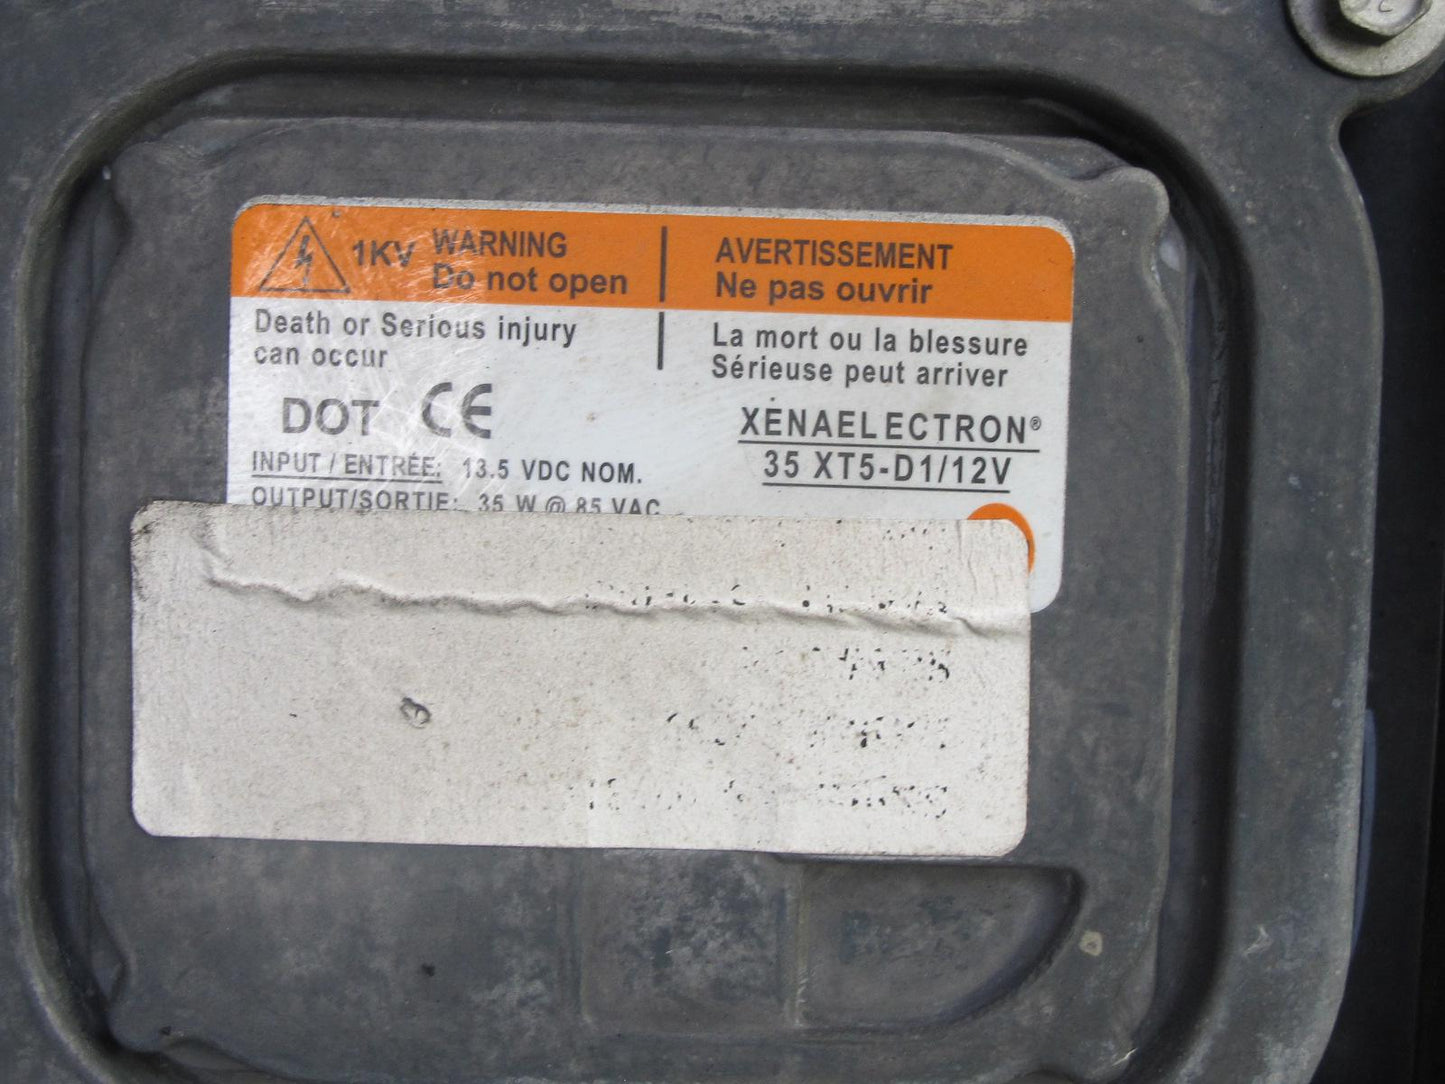 1KV WARNING
Do not open
AVERTISSEMENT
Ne pas ouvrir
Death or Serious injury
can occur
La mort ou la blessure
Sérieuse peut arriver
DOT CE
XENAELECTRON®
35 XT5-D1/12V
INPUT / ENTRÉE: 13.5 VDC NOM.
OUTPUT/SORTIE: 35 W @ 85 VAC